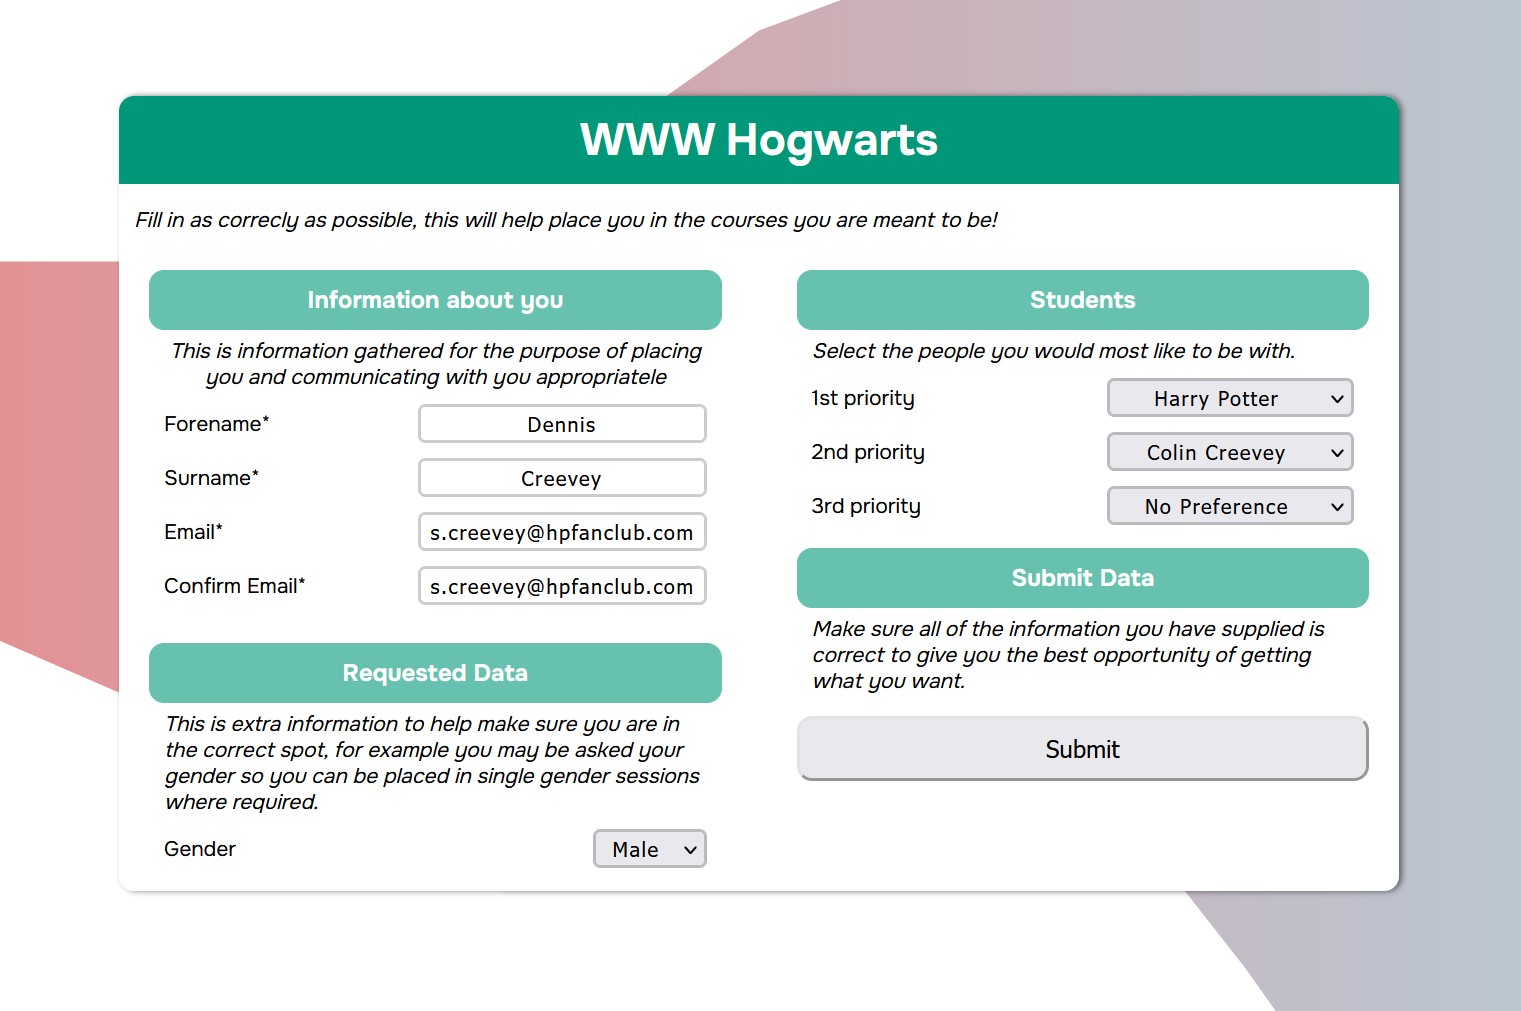 WWW Hogwarts
Fill in as correcly as possible, this will help place you in the courses you are meant to be!
Information about you
This is information gathered for the purpose of placing
you and communicating with you appropriatele
Forename* Dennis
Surname* Creevey
Email* s.creevey@hpfanclub.com
Confirm Email* s.creevey@hpfanclub.com
Requested Data
This is extra information to help make sure you are in
the correct spot, for example you may be asked your
gender so you can be placed in single gender sessions
where required.
Gender Male
Students
Select the people you would most like to be with.
1st priority Harry Potter
2nd priority Colin Creevey
3rd priority No Preference
Submit Data
Make sure all of the information you have supplied is
correct to give you the best opportunity of getting
what you want.
Submit